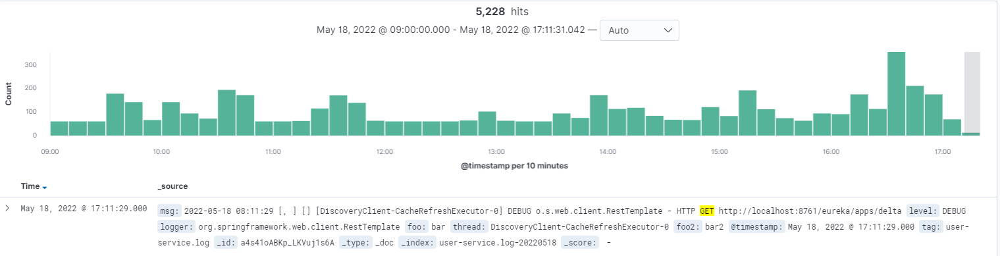 5,228 hits
May 18, 2022 @ 09:00:00.000 - May 18, 2022 @ 17:11:31.042 — Auto
Count
300
200
100
0
09:00 10:00 11:00 12:00 13:00 14:00 15:00 16:00 17:00
@timestamp per 10 minutes
Time _source
May 18, 2022 @ 17:11:29.000 msg: 2022-05-18 08:11:29 [, ] [] [DiscoveryClient-CacheRefreshExecutor-0] DEBUG o.s.web.client.RestTemplate - HTTP GET http://localhost:8761/eureka/apps/delta level: DEBUG
logger: org.springframework.web.client.RestTemplate foo: bar thread: DiscoveryClient-CacheRefreshExecutor-0 foo2: bar2 @timestamp: May 18, 2022 @ 17:11:29.000 tag: user-
service.log _id: a4s41oABKp_LKVuj1s6A _type: _doc _index: user-service.log-20220518 _score: -